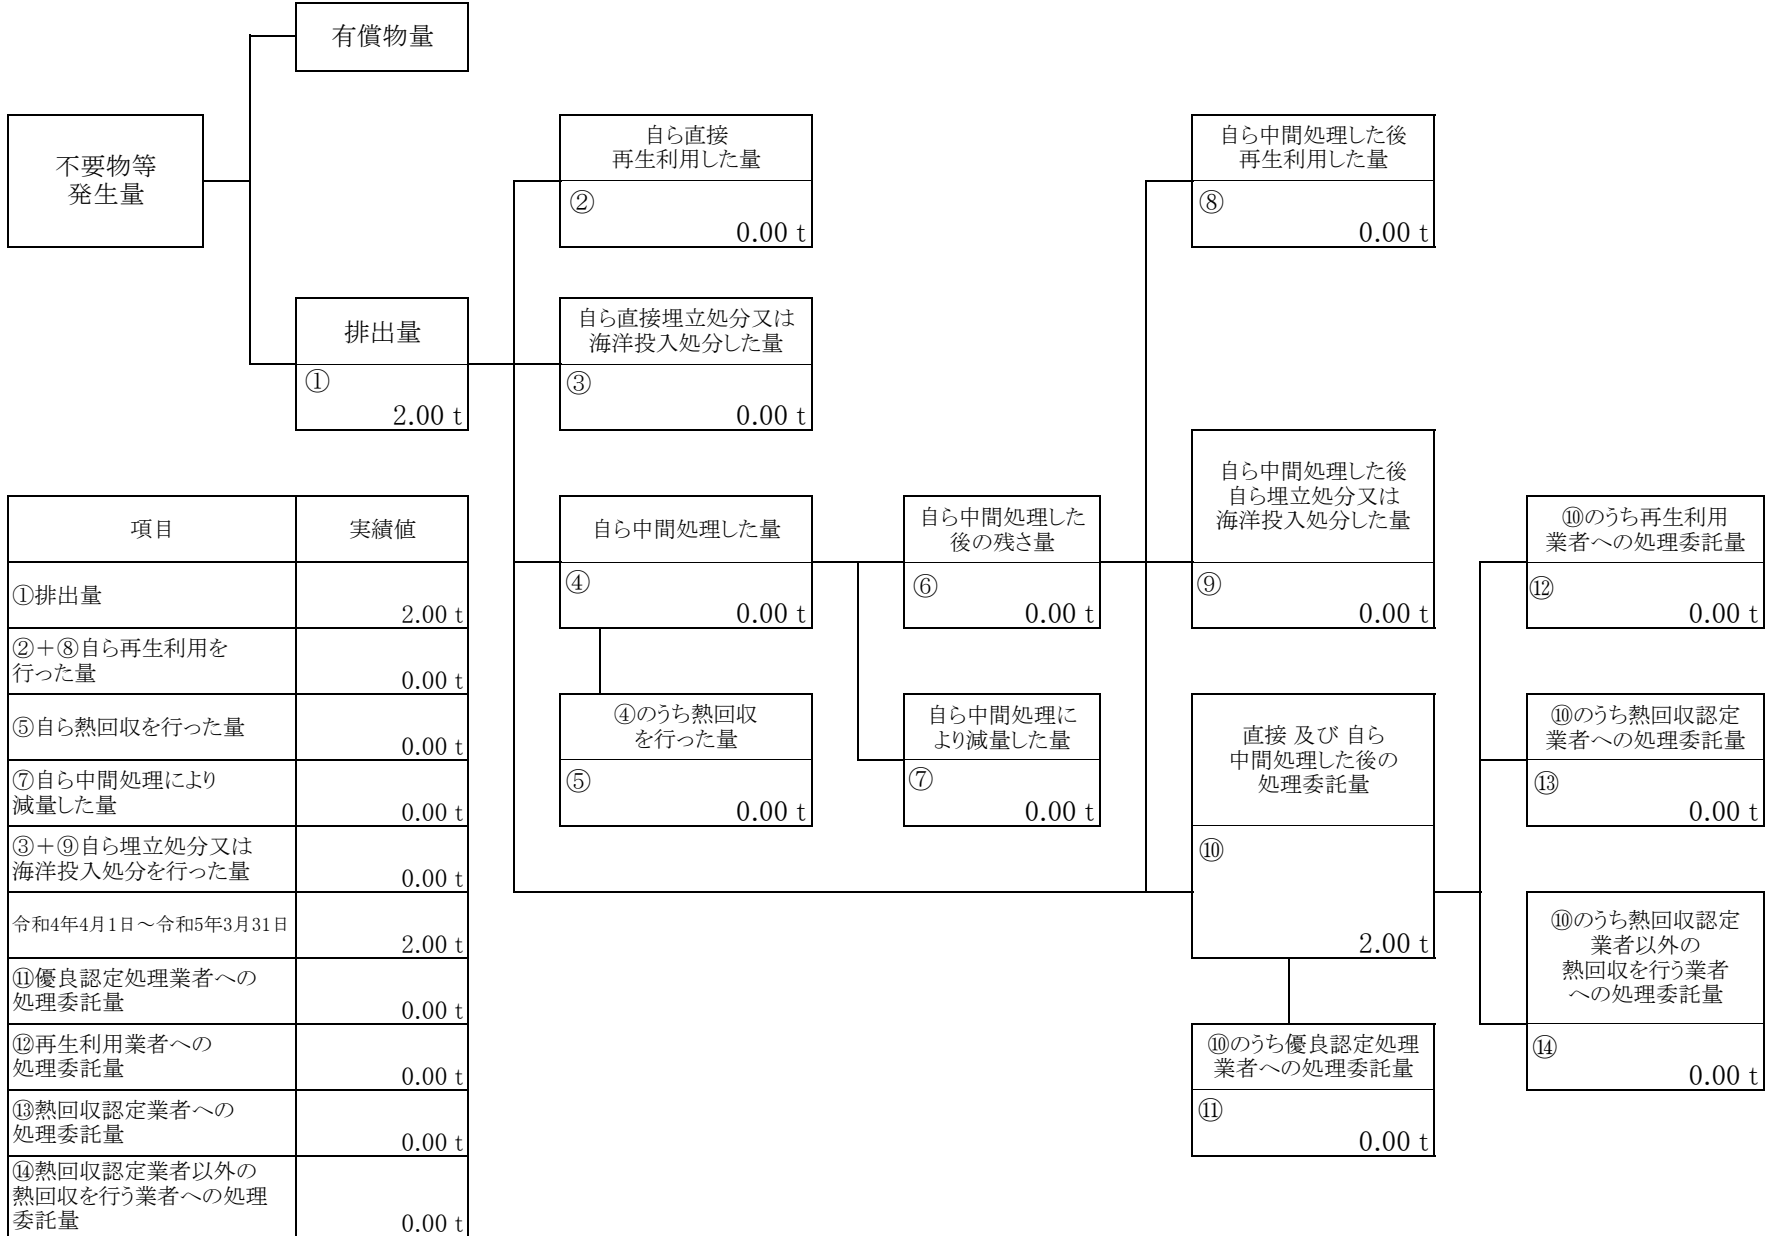 有償物量
不要物等
発生量
自ら直接
再生利用した量
②
0.00 t
自ら中間処理した後
再生利用した量
⑧
0.00 t
排出量
①
2.00 t
自ら直接埋立処分又は
海洋投入処分した量
③
0.00 t
自ら中間処理した量
④
0.00 t
自ら中間処理した
後の残さ量
⑥
0.00 t
自ら中間処理した後
自ら埋立処分又は
海洋投入処分した量
⑨
0.00 t
⑩のうち再生利用
業者への処理委託量
⑫
0.00 t
④のうち熱回収
を行った量
⑤
0.00 t
自ら中間処理に
より減量した量
⑦
0.00 t
直接 及び 自ら
中間処理した後の
処理委託量
⑩
2.00 t
⑩のうち熱回収認定
業者への処理委託量
⑬
0.00 t
⑩のうち熱回収認定
業者以外の
熱回収を行う業者
への処理委託量
⑭
0.00 t
⑩のうち優良認定処理
業者への処理委託量
⑪
0.00 t
項目 実績値
①排出量
2.00 t
②＋⑧自ら再生利用を
行った量
0.00 t
⑤自ら熱回収を行った量
0.00 t
⑦自ら中間処理により
減量した量
0.00 t
③＋⑨自ら埋立処分又は
海洋投入処分を行った量
0.00 t
令和4年4月1日～令和5年3月31日
2.00 t
⑪優良認定処理業者への
処理委託量
0.00 t
⑫再生利用業者への
処理委託量
0.00 t
⑬熱回収認定業者への
処理委託量
0.00 t
⑭熱回収認定業者以外の
熱回収を行う業者への処理
委託量
0.00 t